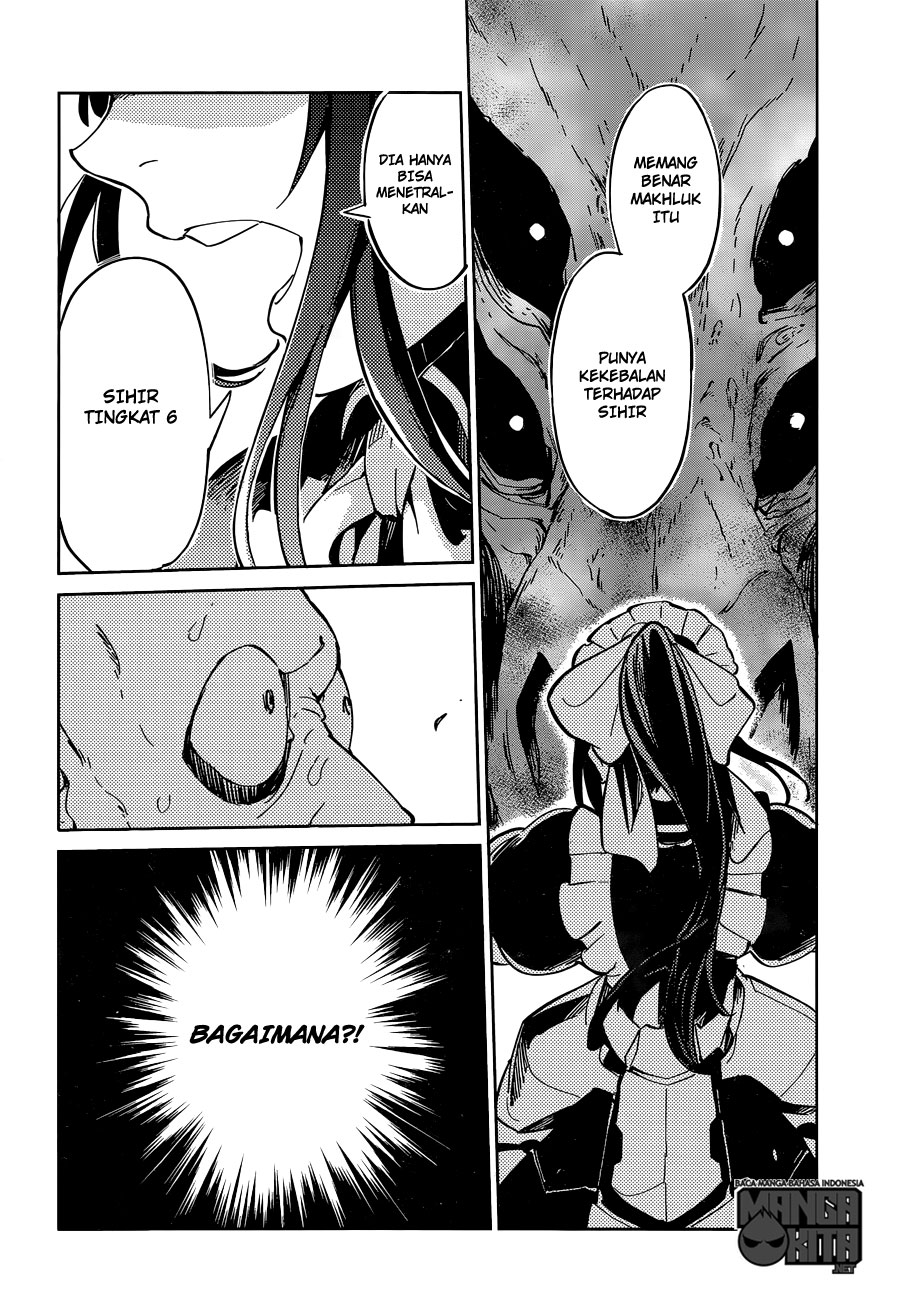 MEMANG
BENAR
MAKHLUK
ITU
PUNYA
KEKEBALAN
TERHADAP
SIHIR
DIA HANYA
BISA
MENETRAL-
KAN
SIHIR
TINGKAT 6
BAGAIMANA?!
BACA MANGA BAHASA INDONESIA
MANGA
KITA
.NET